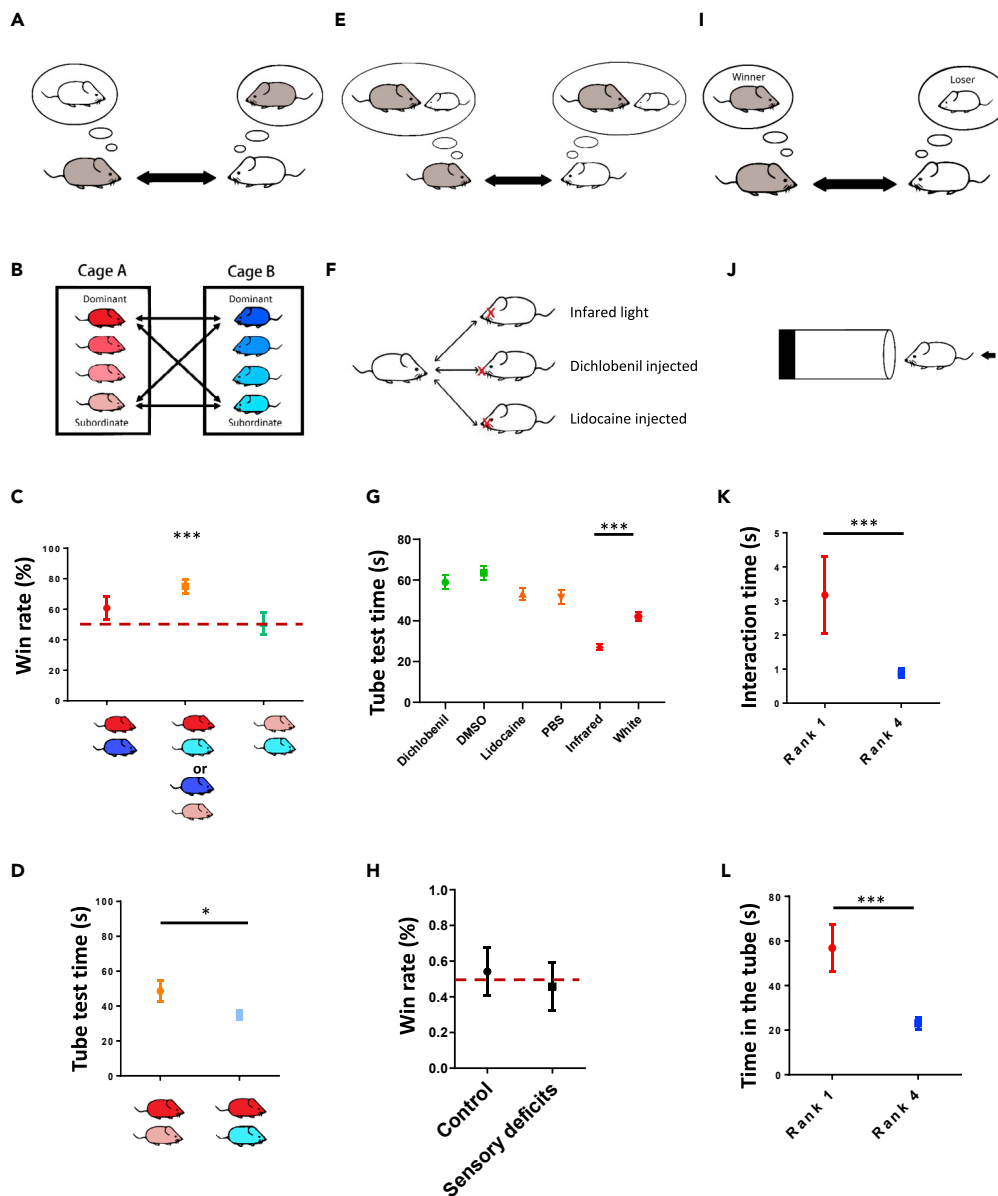 A
E
I
Winner
Loser
B
Cage A
Cage B
Dominant
Dominant
Subordinate
Subordinate
F
Infared light
Dichlobenil injected
Lidocaine injected
J
C
Win rate (%)
100
80
60
40
20
0
***
or
G
Tube test time (s)
80
60
40
20
0
***
Dichlobenil
DMSO
Lidocaine
PBS
Infrared
White
K
Interaction time (s)
5
4
3
2
1
0
***
Rank 1
Rank 4
D
Tube test time (s)
100
80
60
40
20
0
*
H
Win rate (%)
1.0
0.8
0.6
0.4
0.2
0.0
Control
Sensory deficits
L
Time in the tube (s)
80
60
40
20
0
***
Rank 1
Rank 4